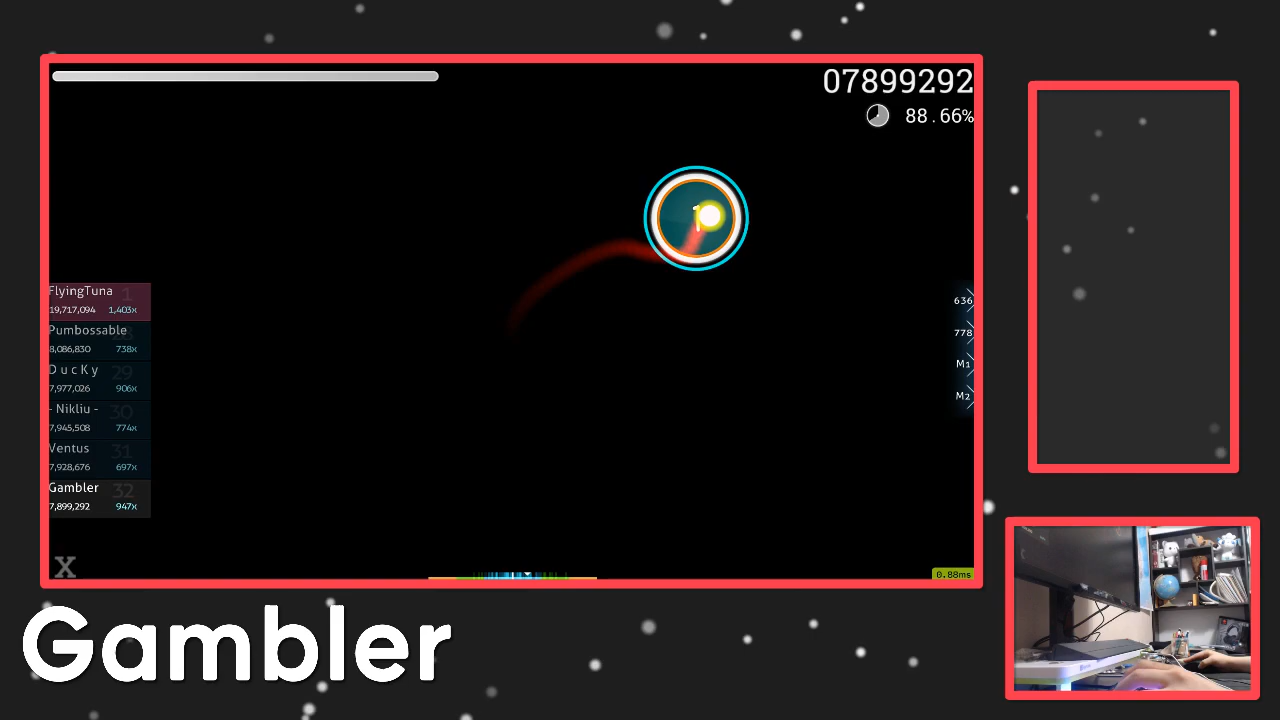 07899292
88.66%
1
FlyingTuna 1
19,717,094 1,403x
Pumbossable
8,086,830 738x
D u c K y 29
7,977,026 906x
- Nikliu - 30
7,945,508 774x
Ventus 31
7,928,676 697x
Gambler 32
7,899,292 947x
636
778
M1
M2
X
0.88ms
Gambler